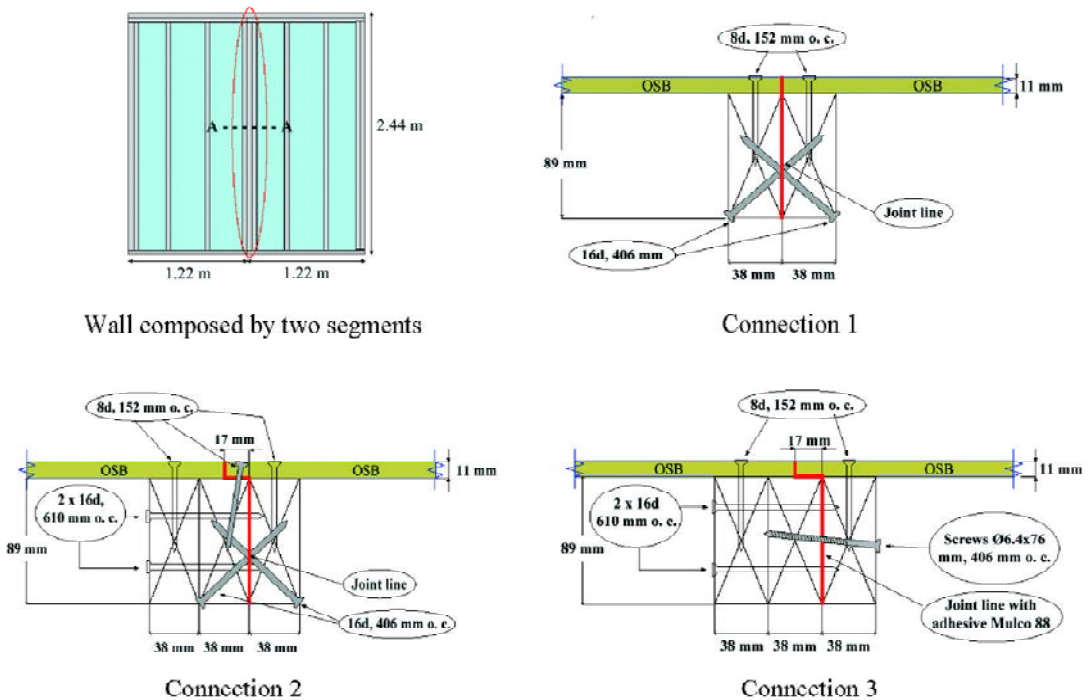 A
A
2.44 m
1.22 m
1.22 m
Wall composed by two segments
8d, 152 mm o. c.
OSB
OSB
11 mm
89 mm
Joint line
16d, 406 mm
38 mm
38 mm
Connection 1
8d, 152 mm o. c.
17 mm
OSB
OSB
11 mm
2 x 16d,
610 mm o. c.
89 mm
Joint line
16d, 406 mm o. c.
38 mm
38 mm
38 mm
Connection 2
8d, 152 mm o. c.
17 mm
OSB
OSB
11 mm
2 x 16d
610 mm o. c.
89 mm
Screws Ø6.4x76
mm, 406 mm o. c.
Joint line with
adhesive Mulco 88
38 mm
38 mm
38 mm
Connection 3